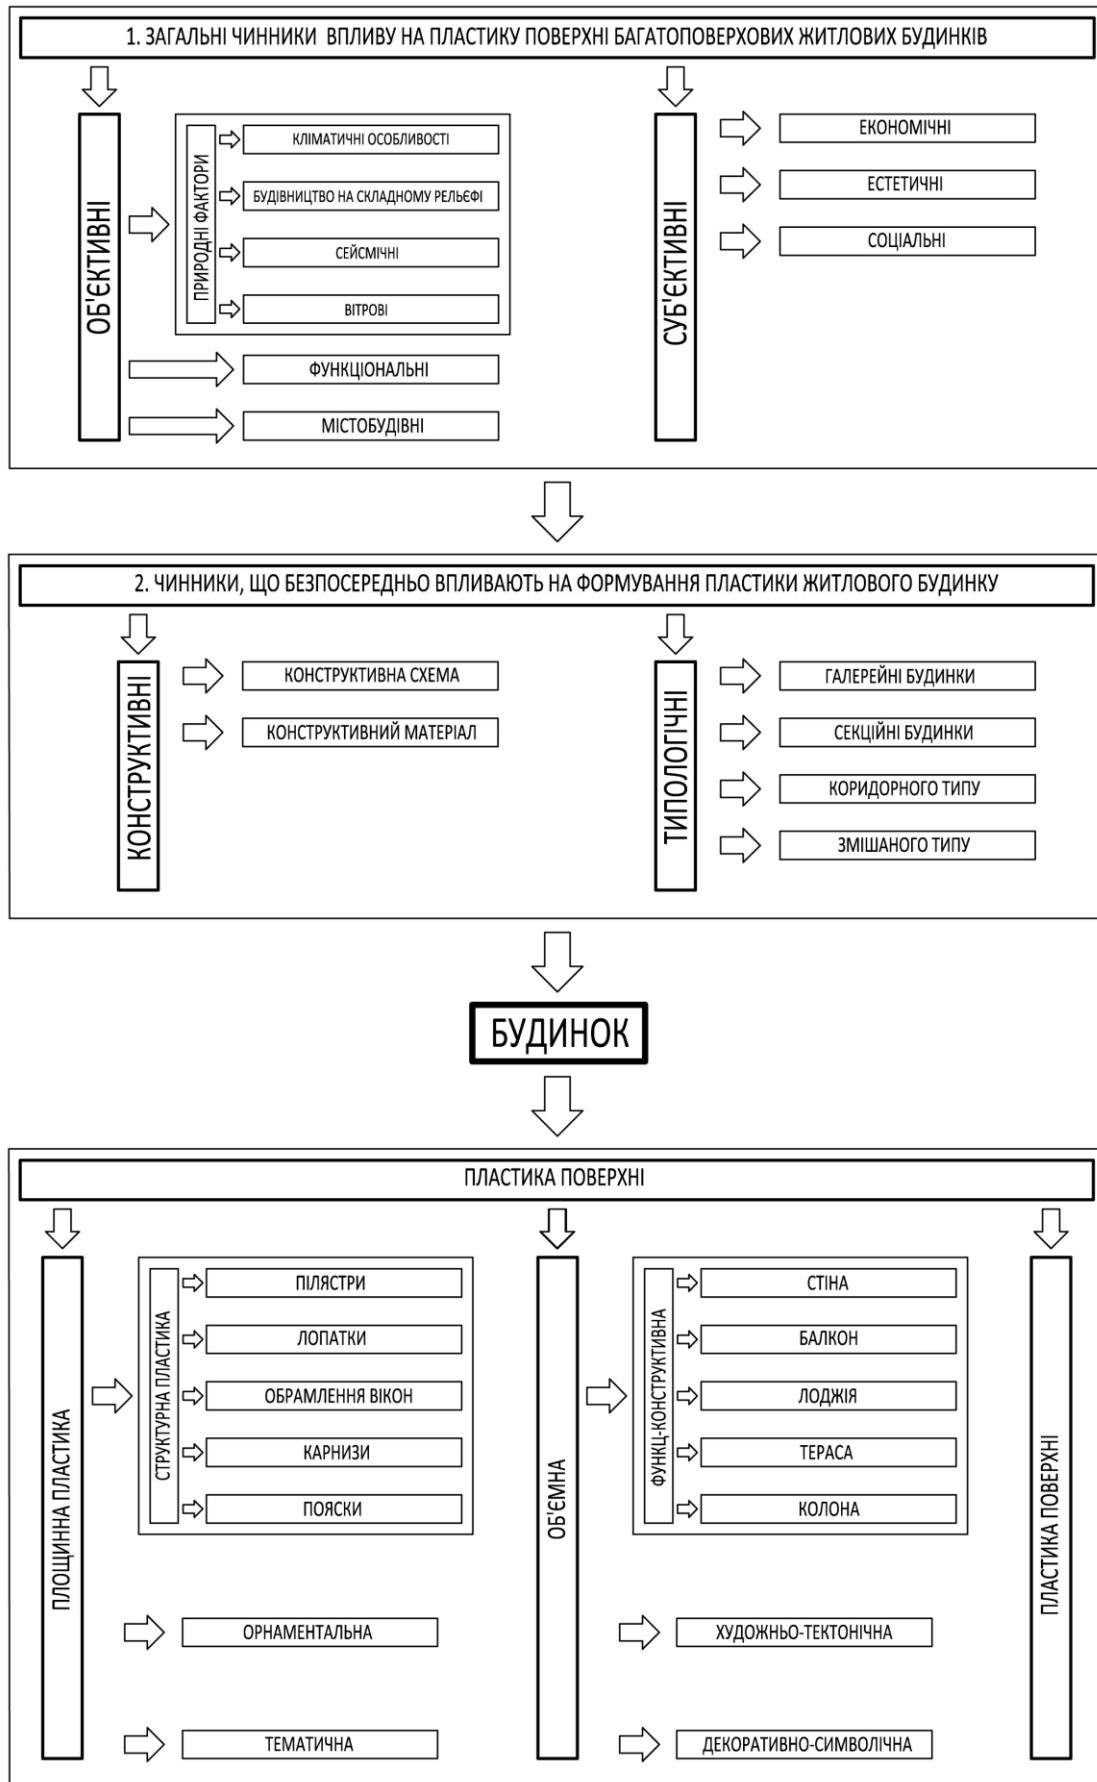 1. ЗАГАЛЬНІ ЧИННИКИ ВПЛИВУ НА ПЛАСТИКУ ПОВЕРХНІ БАГАТОПОВЕРХОВИХ ЖИТЛОВИХ БУДИНКІВ
ОБ'ЄКТИВНІ
ПРИРОДНІ ФАКТОРИ
КЛІМАТИЧНІ ОСОБЛИВОСТІ
БУДІВНИЦТВО НА СКЛАДНОМУ РЕЛЬЄФІ
СЕЙСМІЧНІ
ВІТРОВІ
ФУНКЦІОНАЛЬНІ
МІСТОБУДІВНІ
СУБ'ЄКТИВНІ
ЕКОНОМІЧНІ
ЕСТЕТИЧНІ
СОЦІАЛЬНІ
2. ЧИННИКИ, ЩО БЕЗПОСЕРЕДНЬО ВПЛИВАЮТЬ НА ФОРМУВАННЯ ПЛАСТИКИ ЖИТЛОВОГО БУДИНКУ
КОНСТРУКТИВНІ
КОНСТРУКТИВНА СХЕМА
КОНСТРУКТИВНИЙ МАТЕРІАЛ
ТИПОЛОГІЧНІ
ГАЛЕРЕЙНІ БУДИНКИ
СЕКЦІЙНІ БУДИНКИ
КОРИДОРНОГО ТИПУ
ЗМІШАНОГО ТИПУ
БУДИНОК
ПЛАСТИКА ПОВЕРХНІ
ПЛОЩИННА ПЛАСТИКА
СТРУКТУРНА ПЛАСТИКА
ПІЛЯСТРИ
ЛОПАТКИ
ОБРАМЛЕННЯ ВІКОН
КАРНИЗИ
ПОЯСКИ
ОРНАМЕНТАЛЬНА
ТЕМАТИЧНА
ОБ'ЄМНА
ФУНКЦ-КОНСТРУКТИВНА
СТІНА
БАЛКОН
ЛОДЖІЯ
ТЕРАСА
КОЛОНА
ХУДОЖНЬО-ТЕКТОНІЧНА
ДЕКОРАТИВНО-СИМВОЛІЧНА
ПЛАСТИКА ПОВЕРХНІ